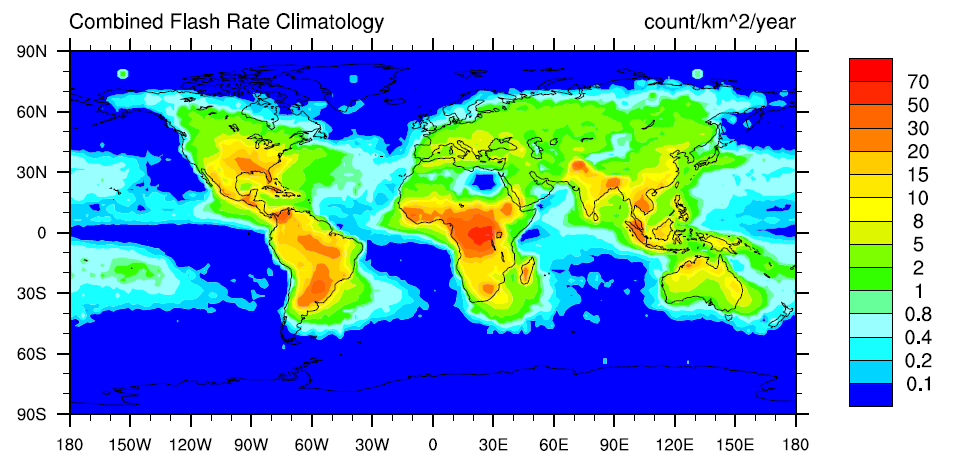 Combined Flash Rate Climatology count/km^2/year
90N
60N
30N
0
30S
60S
90S
180 150W 120W 90W 60W 30W 0 30E 60E 90E 120E 150E 180
70
50
30
20
15
10
8
5
2
1
0.8
0.4
0.2
0.1